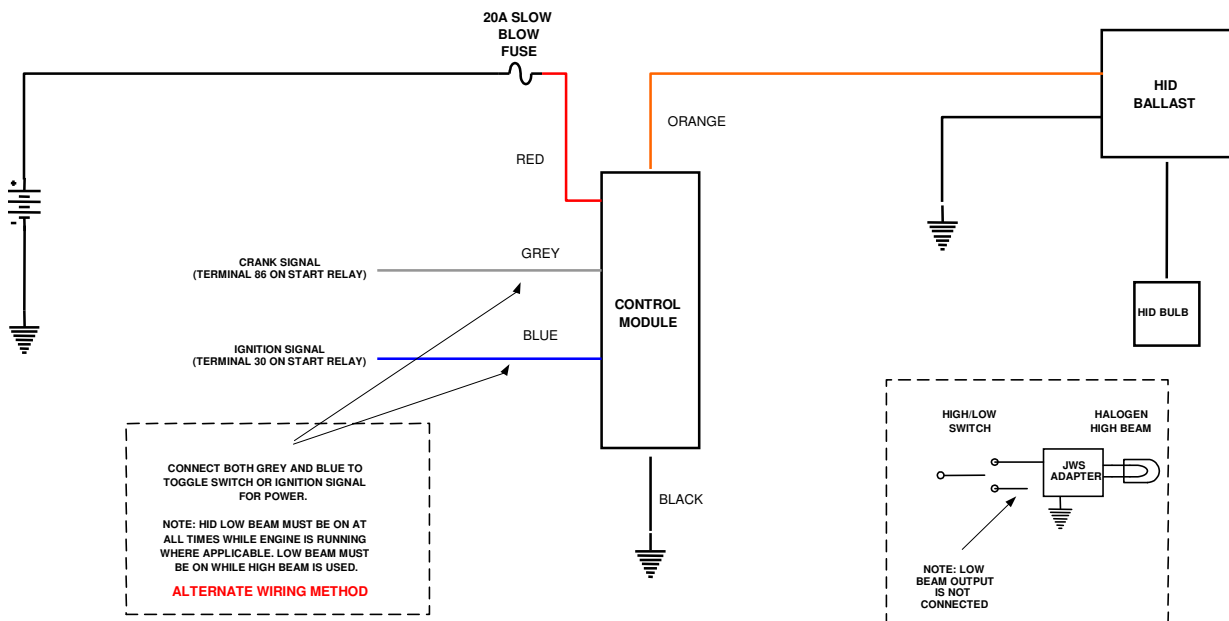 20A SLOW
BLOW
FUSE
HID
BALLAST
ORANGE
RED
+
-
GREY
CRANK SIGNAL
(TERMINAL 86 ON START RELAY)
CONTROL
MODULE
HID BULB
BLUE
IGNITION SIGNAL
(TERMINAL 30 ON START RELAY)
CONNECT BOTH GREY AND BLUE TO
TOGGLE SWITCH OR IGNITION SIGNAL
FOR POWER.
NOTE: HID LOW BEAM MUST BE ON AT
ALL TIMES WHILE ENGINE IS RUNNING
WHERE APPLICABLE. LOW BEAM MUST
BE ON WHILE HIGH BEAM IS USED.
ALTERNATE WIRING METHOD
BLACK
HIGH/LOW
SWITCH
HALOGEN
HIGH BEAM
JWS
ADAPTER
NOTE: LOW
BEAM OUTPUT
IS NOT
CONNECTED